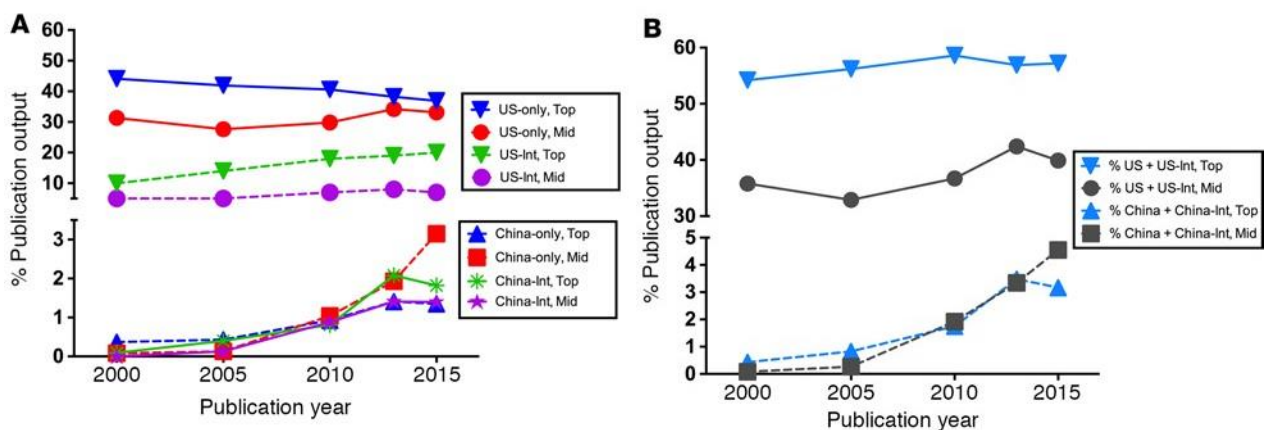 A
60
50
40
30
20
10
3
2
1
0
% Publication output
2000 2005 2010 2015
Publication year
US-only, Top
US-only, Mid
US-Int, Top
US-Int, Mid
China-only, Top
China-only, Mid
China-Int, Top
China-Int, Mid
B
60
50
40
30
5
4
3
2
1
0
% Publication output
2000 2005 2010 2015
Publication year
% US + US-Int, Top
% US + US-Int, Mid
% China + China-Int, Top
% China + China-Int, Mid